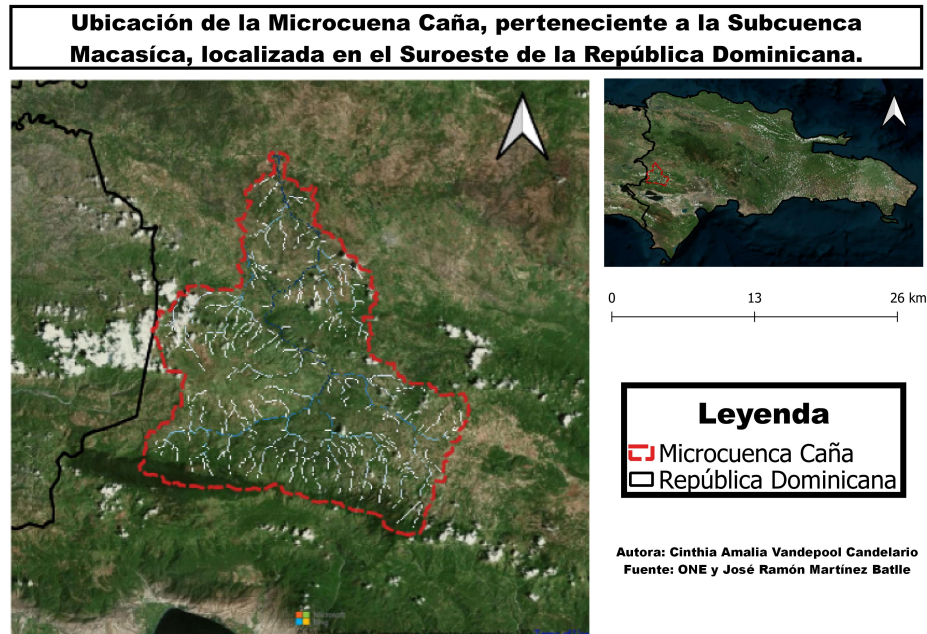 Ubicación de la Microcuena Caña, perteneciente a la Subcuenca
Macasíca, localizada en el Suroeste de la República Dominicana.
0 13 26 km
Leyenda
Microcuenca Caña
República Dominicana
Autora: Cinthia Amalia Vandepool Candelario
Fuente: ONE y José Ramón Martínez Batlle